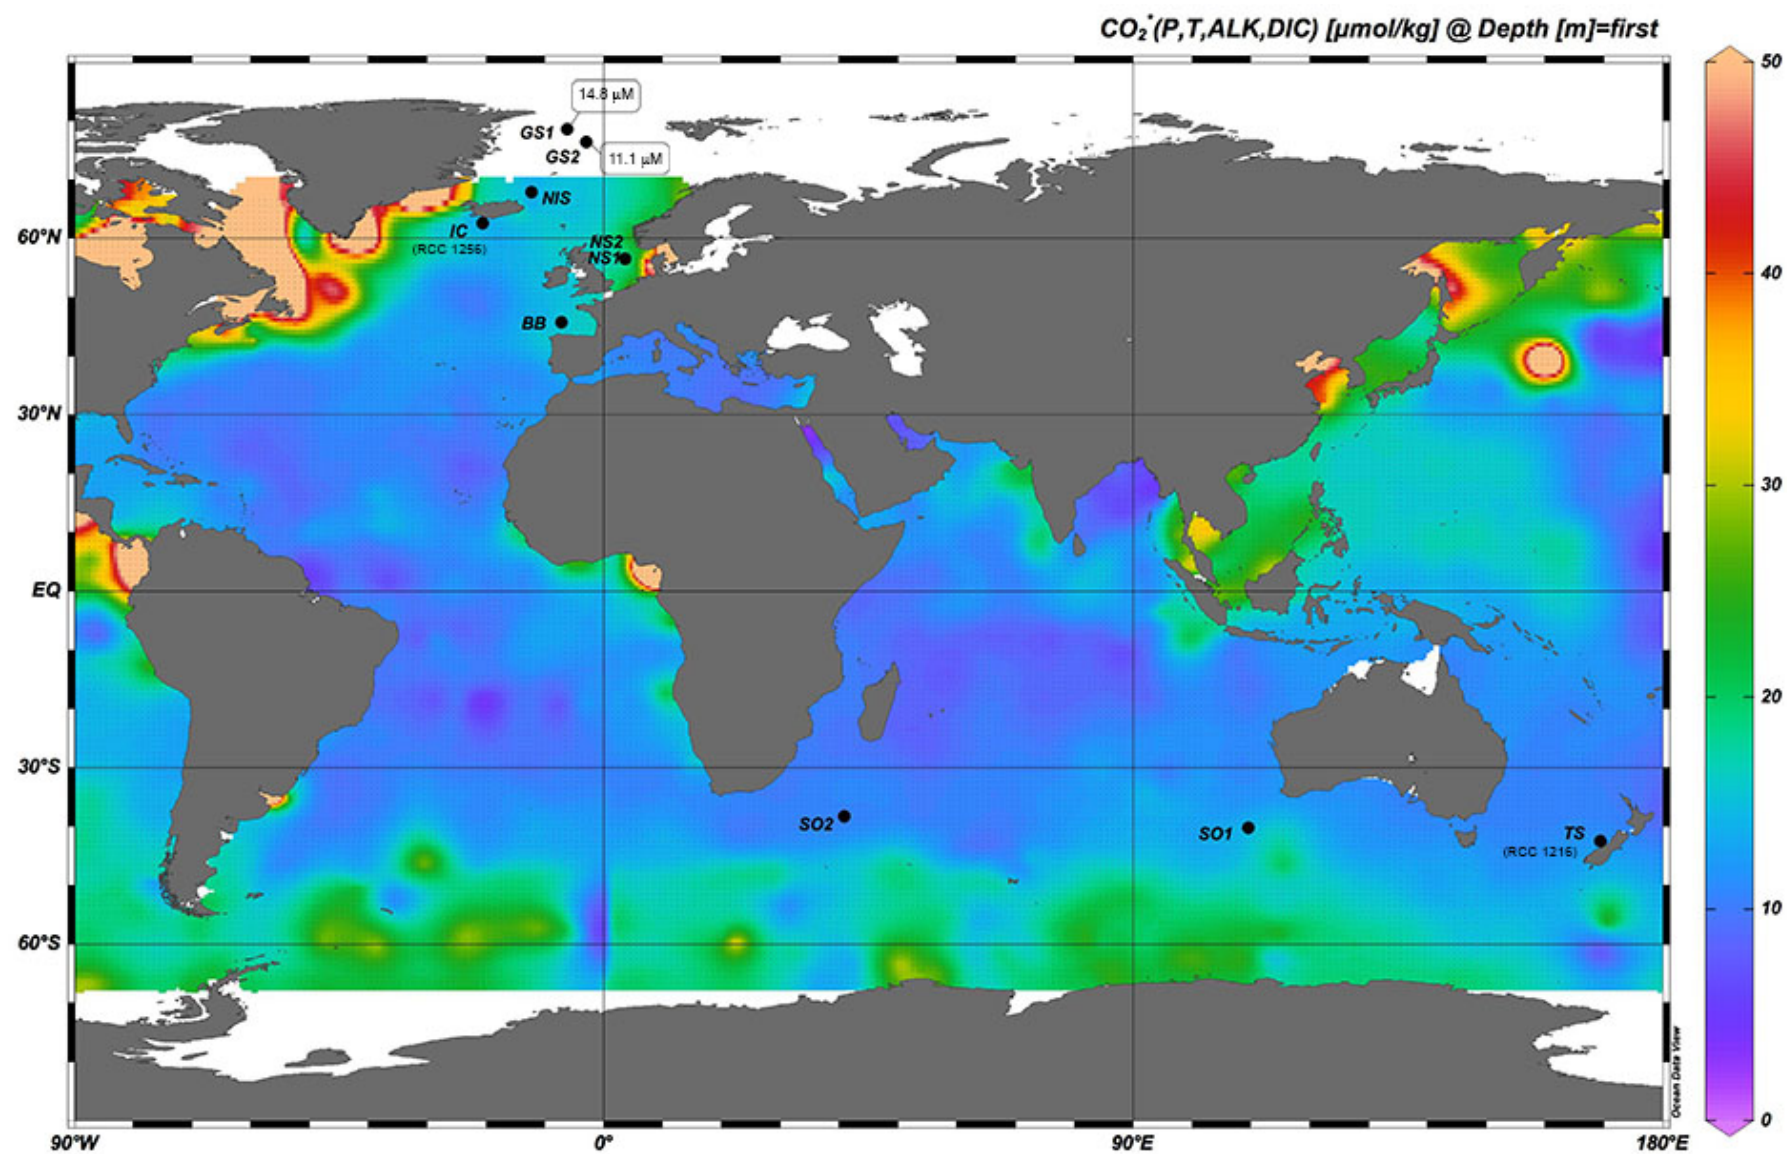 CO2*(P,T,ALK,DIC) [µmol/kg] @ Depth [m]=first
50
14.8 µM
GS1
GS2
11.1 µM
NIS
IC
(RCC 1256)
60°N
NS2
NS1
40
BB
30°N
30
EQ
20
30°S
SO2
SO1
TS
(RCC 1216)
10
60°S
Ocean Data View
0
90°W
0°
90°E
180°E